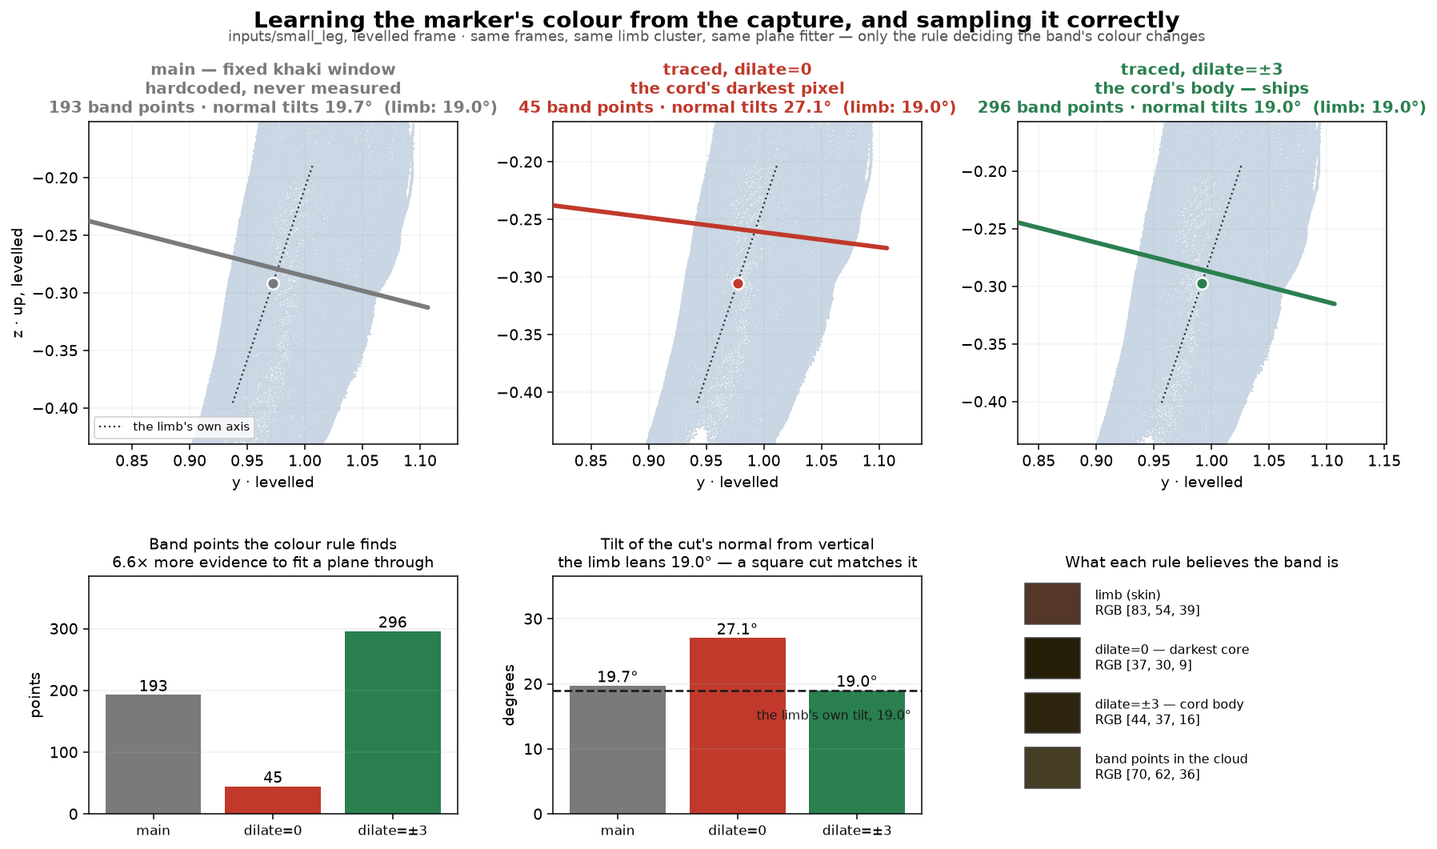 Learning the marker's colour from the capture, and sampling it correctly
inputs/small_leg, levelled frame · same frames, same limb cluster, same plane fitter — only the rule deciding the band's colour changes
main — fixed khaki window
hardcoded, never measured
193 band points · normal tilts 19.7° (limb: 19.0°)
−0.20
−0.25
−0.30
−0.35
−0.40
z · up, levelled
the limb's own axis
0.85 0.90 0.95 1.00 1.05 1.10
y · levelled
traced, dilate=0
the cord's darkest pixel
45 band points · normal tilts 27.1° (limb: 19.0°)
−0.20
−0.25
−0.30
−0.35
−0.40
0.85 0.90 0.95 1.00 1.05 1.10
y · levelled
traced, dilate=±3
the cord's body — ships
296 band points · normal tilts 19.0° (limb: 19.0°)
−0.20
−0.25
−0.30
−0.35
−0.40
0.85 0.90 0.95 1.00 1.05 1.10 1.15
y · levelled
Band points the colour rule finds
6.6× more evidence to fit a plane through
300
200
100
0
points
193
45
296
main dilate=0 dilate=±3
Tilt of the cut's normal from vertical
the limb leans 19.0° — a square cut matches it
30
20
10
0
degrees
19.7°
27.1°
19.0°
the limb's own tilt, 19.0°
main dilate=0 dilate=±3
What each rule believes the band is
limb (skin)
RGB [83, 54, 39]
dilate=0 — darkest core
RGB [37, 30, 9]
dilate=±3 — cord body
RGB [44, 37, 16]
band points in the cloud
RGB [70, 62, 36]